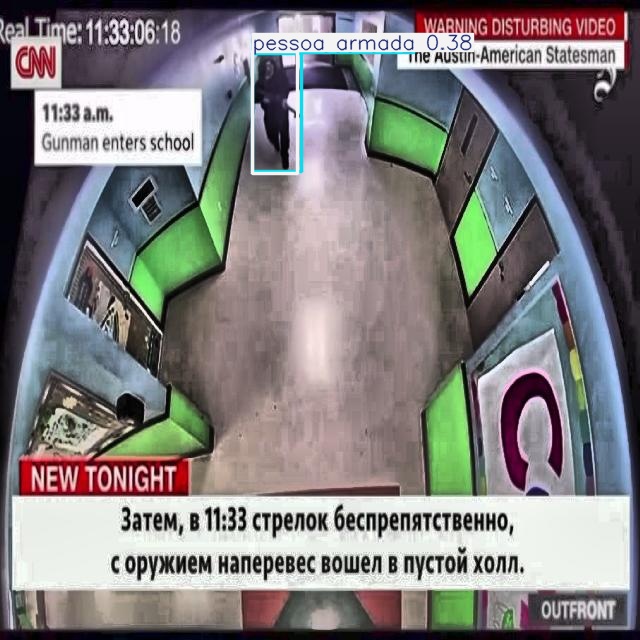 Real Time: 11:33:06:18
WARNING DISTURBING VIDEO
pessoa armada 0.38
The Austin-American Statesman
CNN
11:33 a.m.
Gunman enters school
C
NEW TONIGHT
Затем, в 11:33 стрелок беспрепятственно,
с оружием наперевес вошел в пустой холл.
OUTFRONT